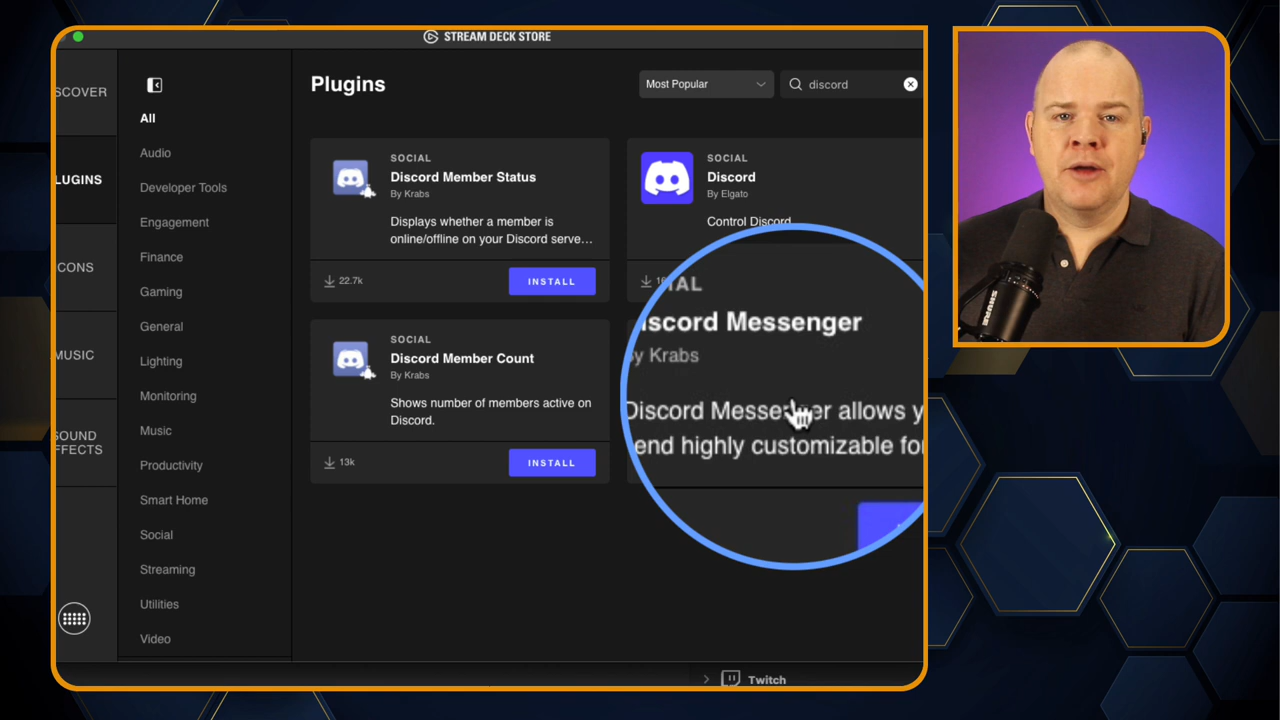 STREAM DECK STORE
SCOVER
LUGINS
CONS
MUSIC
SOUND
FFECTS
All
Audio
Developer Tools
Engagement
Finance
Gaming
General
Lighting
Monitoring
Music
Productivity
Smart Home
Social
Streaming
Utilities
Video
Plugins
Most Popular
discord
SOCIAL
Discord Member Status
By Krabs
Displays whether a member is
online/offline on your Discord serve…
22.7k
INSTALL
SOCIAL
Discord
By Elgato
Control Discord
SOCIAL
Discord Member Count
By Krabs
Shows number of members active on
Discord.
13k
INSTALL
IAL
iscord Messenger
y Krabs
Discord Messenger allows y
end highly customizable for
Twitch
SHURE